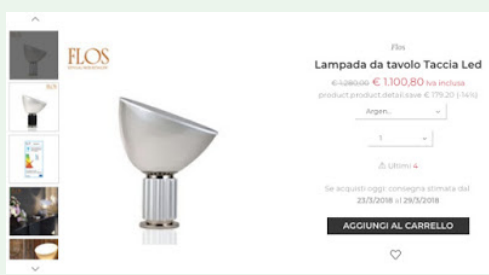 FLOS
Flos
Lampada da tavolo Taccia Led
€ 1.280,00 € 1.100,80 Iva inclusa
product product.detail.save € 179,20 (-14%)
Argen..
1
Ultimi 4
Se acquisti oggi: consegna stimata dal
23/3/2018 al 29/3/2018
AGGIUNGI AL CARRELLO